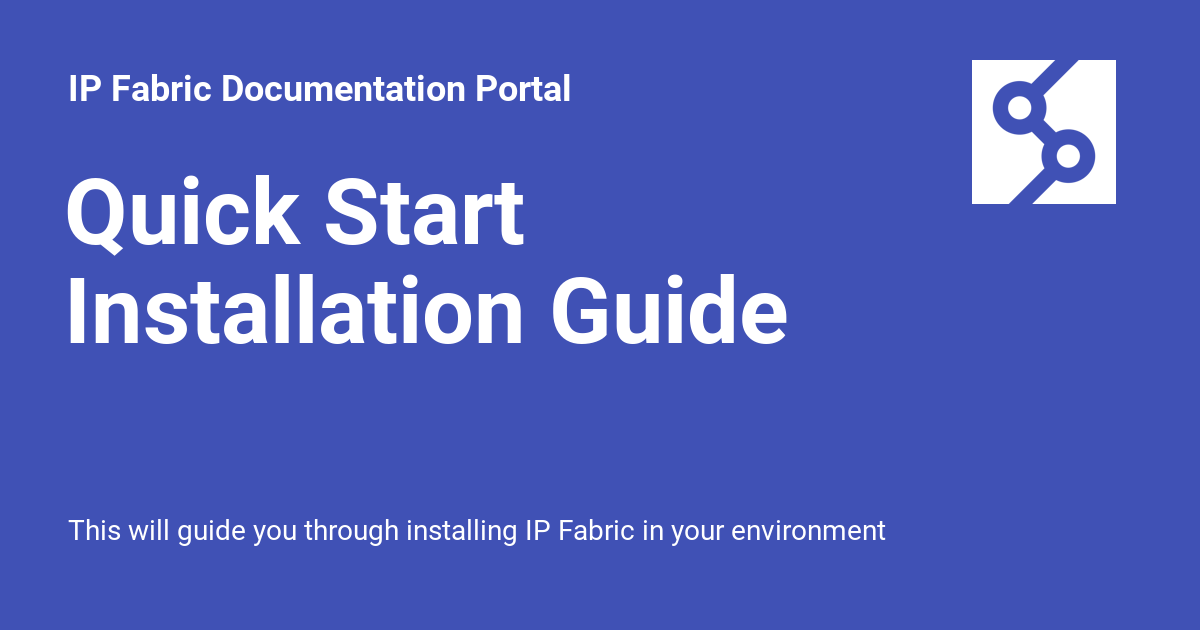 IP Fabric Documentation Portal
Quick Start
Installation Guide
This will guide you through installing IP Fabric in your environment